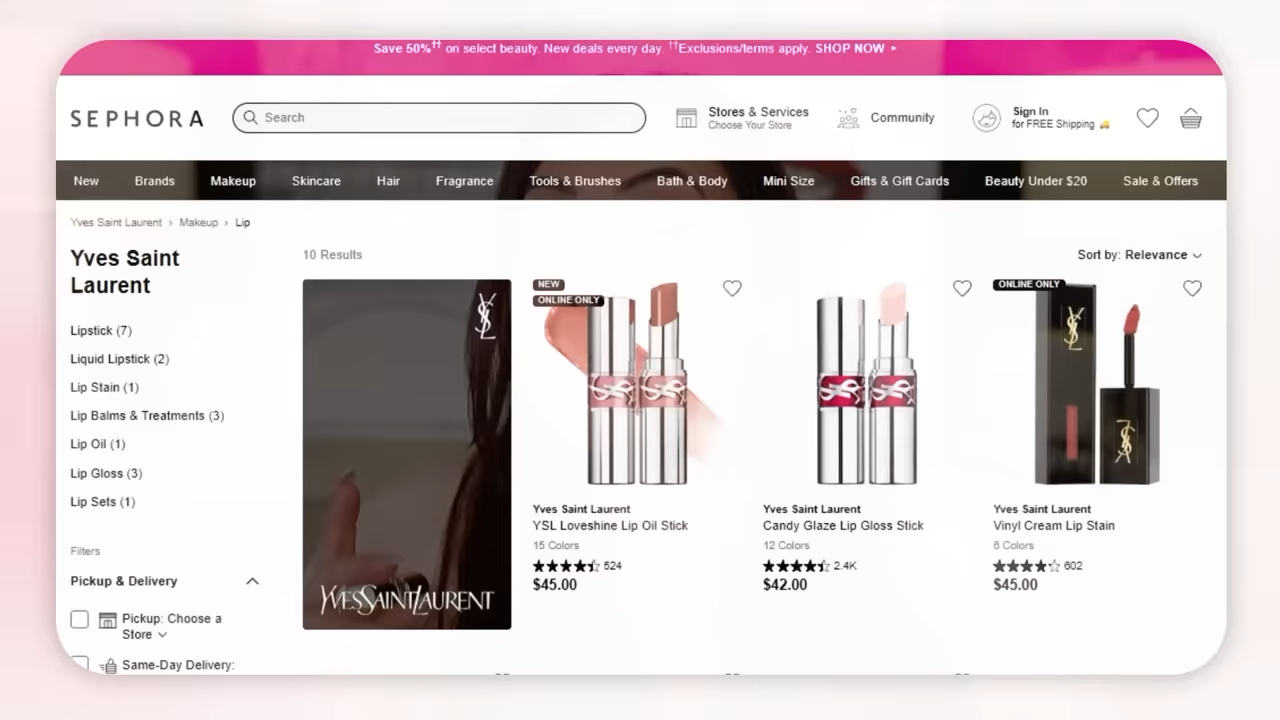 Save 50%†† on select beauty. New deals every day. ††Exclusions/terms apply. SHOP NOW ▸
SEPHORA
Search
Stores & Services
Choose Your Store
Community
Sign In
for FREE Shipping 🚚
New Brands Makeup Skincare Hair Fragrance Tools & Brushes Bath & Body Mini Size Gifts & Gift Cards Beauty Under $20 Sale & Offers
Yves Saint Laurent › Makeup › Lip
Yves Saint
Laurent
Lipstick (7)
Liquid Lipstick (2)
Lip Stain (1)
Lip Balms & Treatments (3)
Lip Oil (1)
Lip Gloss (3)
Lip Sets (1)
Filters
Pickup & Delivery
Pickup: Choose a
Store
Same-Day Delivery:
10 Results
Sort by: Relevance
YSL
YVESSAINTLAURENT
NEW
ONLINE ONLY
Yves Saint Laurent
YSL Loveshine Lip Oil Stick
15 Colors
524
$45.00
Yves Saint Laurent
Candy Glaze Lip Gloss Stick
12 Colors
2.4K
$42.00
ONLINE ONLY
YSL
YSL
Yves Saint Laurent
Vinyl Cream Lip Stain
6 Colors
602
$45.00